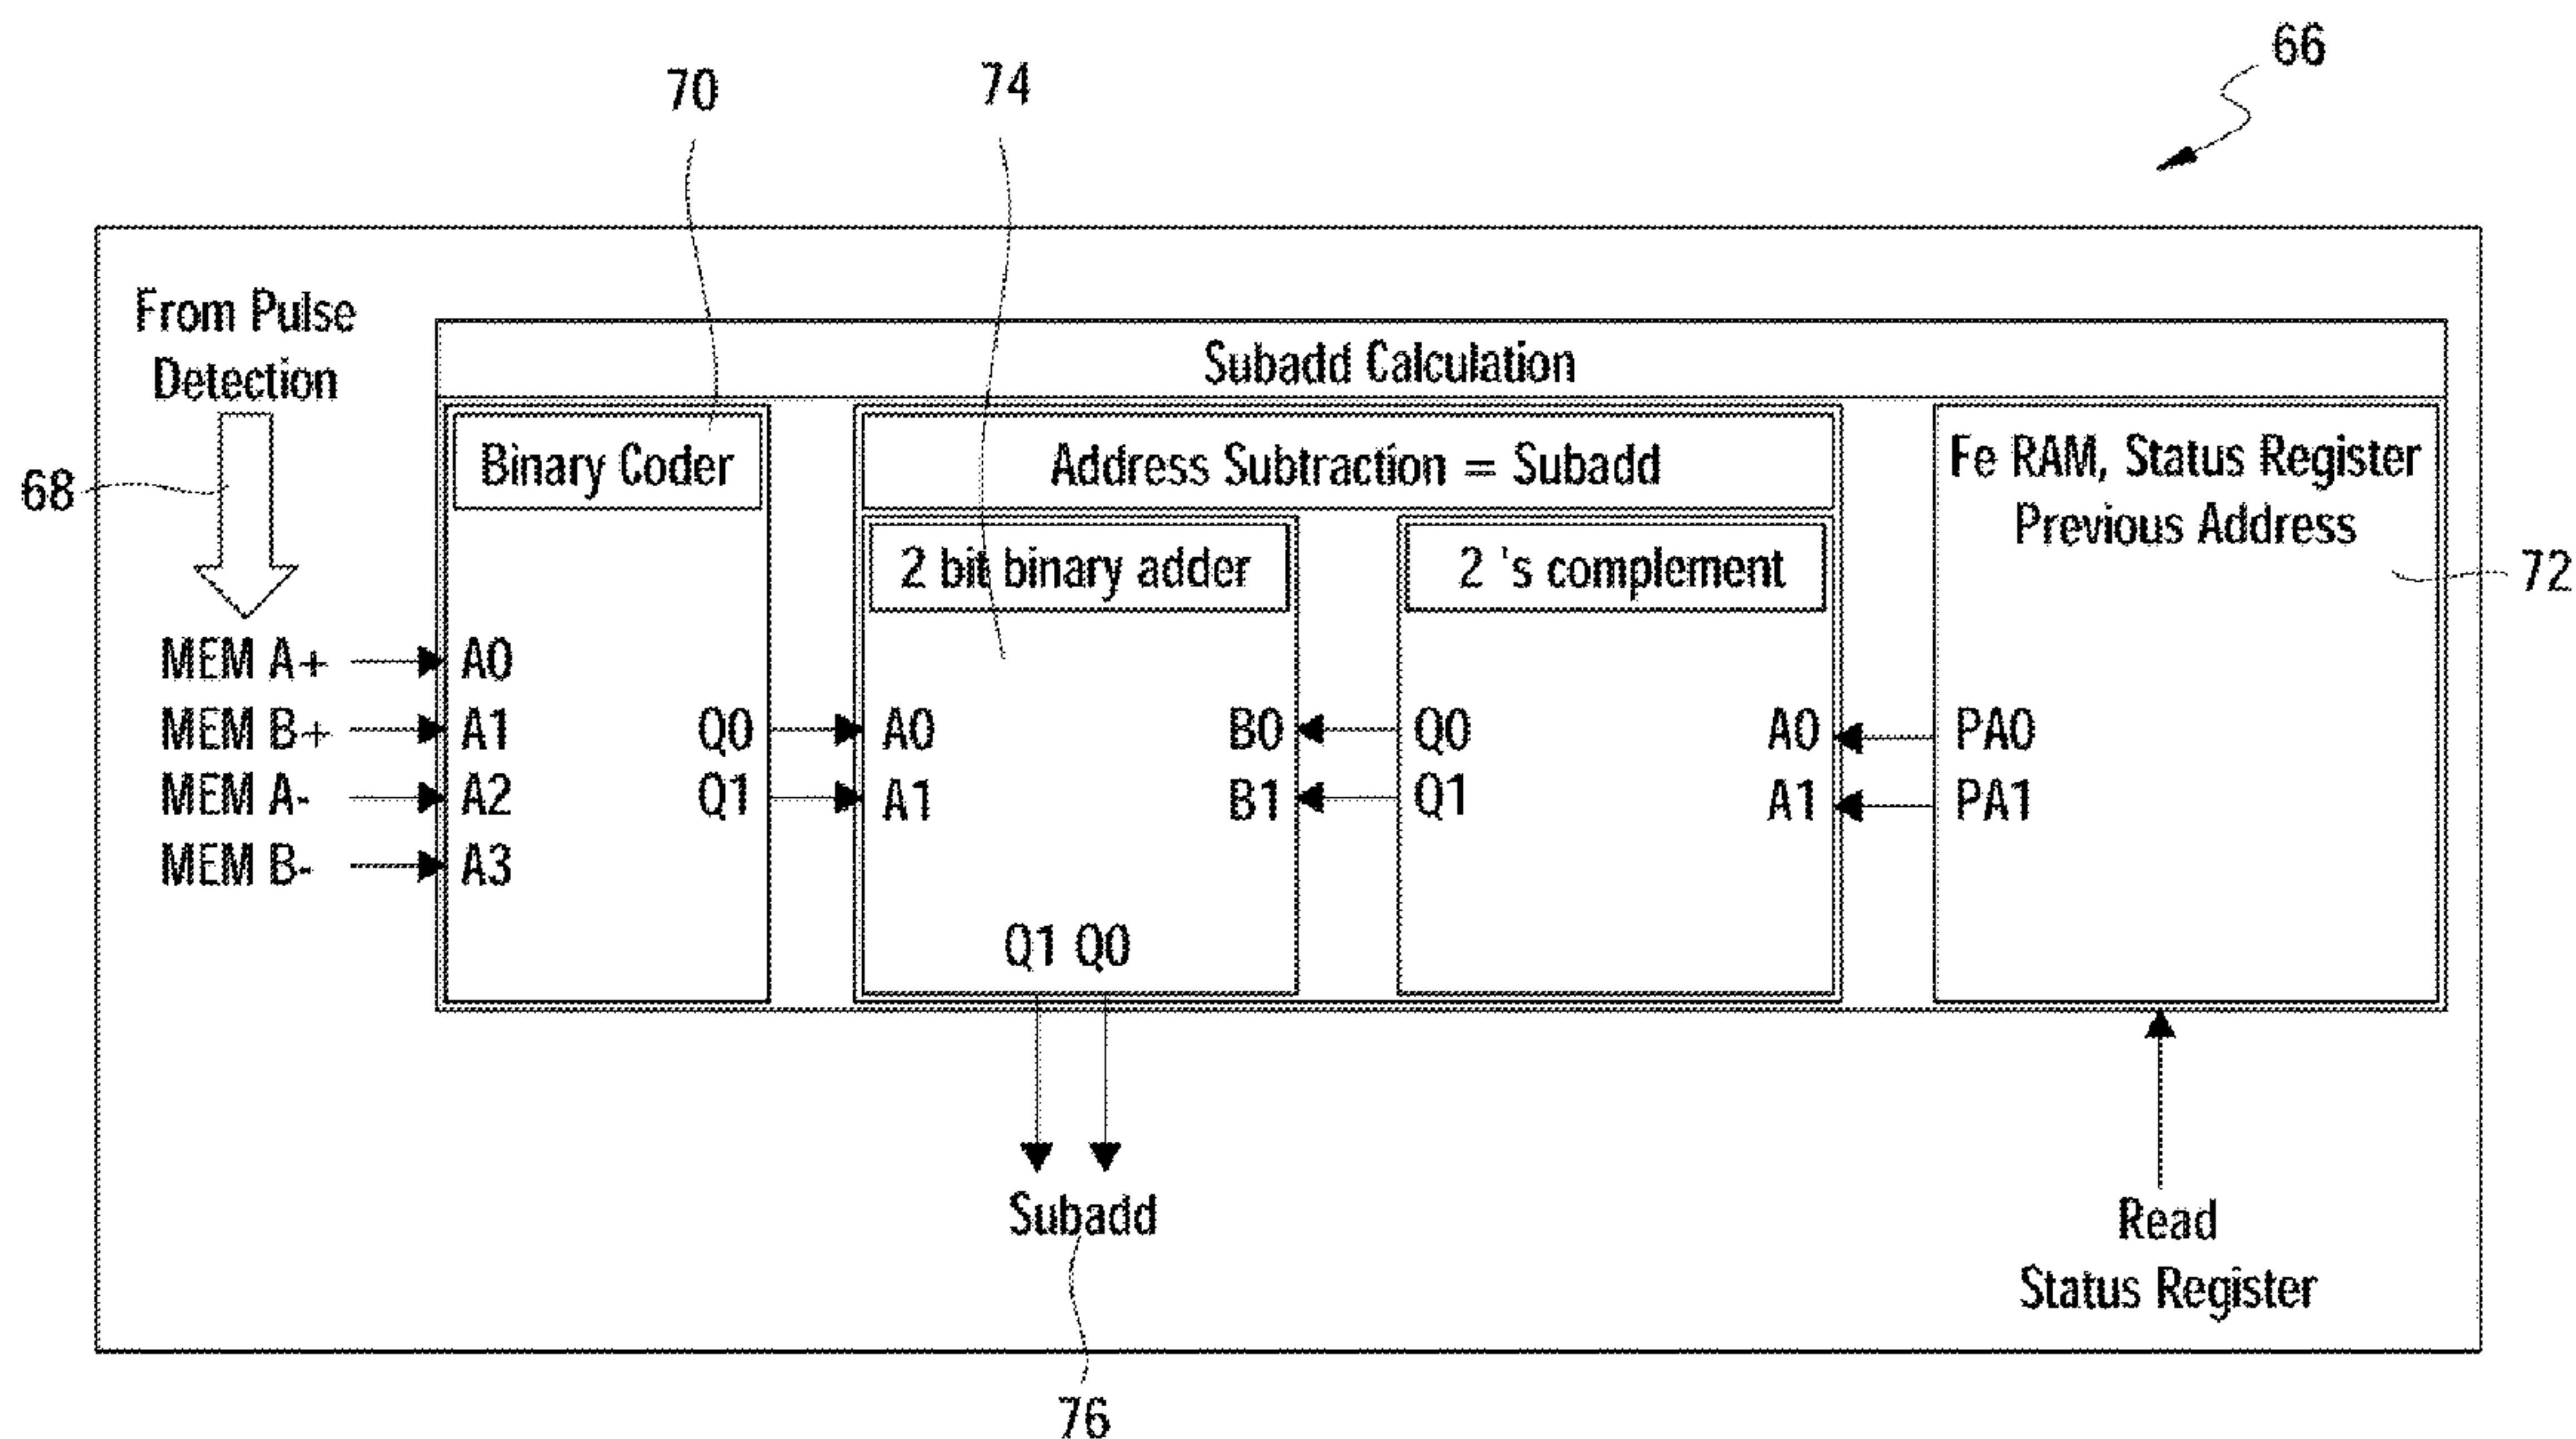 66
70
74
From Pulse
Detection
68
Subadd Calculation
Binary Coder
Address Subtraction = Subadd
Fe RAM, Status Register
Previous Address
72
2 bit binary adder
2 's complement
MEM A+
MEM B+
MEM A-
MEM B-
A0
A1
A2
A3
Q0
Q1
A0
A1
B0
B1
Q1 Q0
Q0
Q1
A0
A1
PA0
PA1
Subadd
76
Read
Status Register